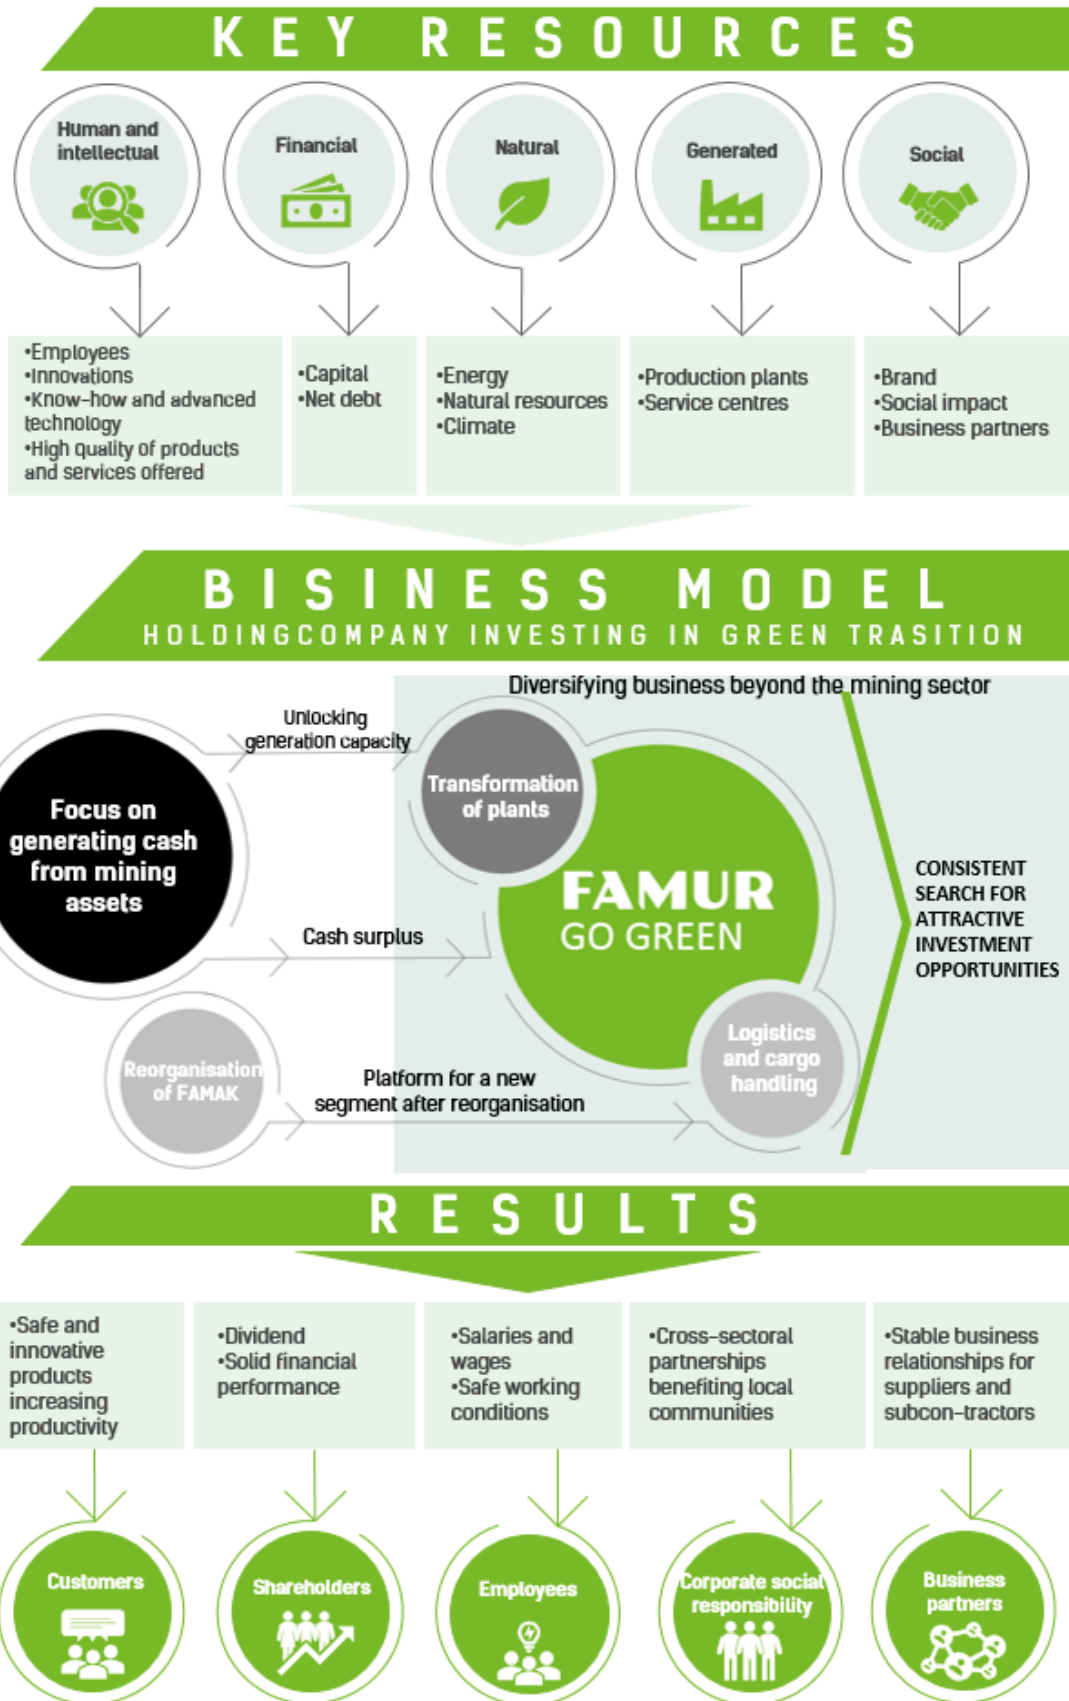 KEY RESOURCES
Human and
intellectual
Financial
Natural
Generated
Social
•Employees
•Innovations
•Know-how and advanced
technology
•High quality of products
and services offered
•Capital
•Net debt
•Energy
•Natural resources
•Climate
•Production plants
•Service centres
•Brand
•Social impact
•Business partners
BISINESS MODEL
HOLDINGCOMPANY INVESTING IN GREEN TRASITION
Diversifying business beyond the mining sector
Unlocking
generation capacity
Focus on
generating cash
from mining
assets
Transformation
of plants
FAMUR
GO GREEN
CONSISTENT
SEARCH FOR
ATTRACTIVE
INVESTMENT
OPPORTUNITIES
Cash surplus
Reorganisation
of FAMAK
Platform for a new
segment after reorganisation
Logistics
and cargo
handling
RESULTS
•Safe and
innovative
products
increasing
productivity
•Dividend
•Solid financial
performance
•Salaries and
wages
•Safe working
conditions
•Cross-sectoral
partnerships
benefiting local
communities
•Stable business
relationships for
suppliers and
subcon-tractors
Customers
Shareholders
Employees
Corporate social
responsibility
Business
partners